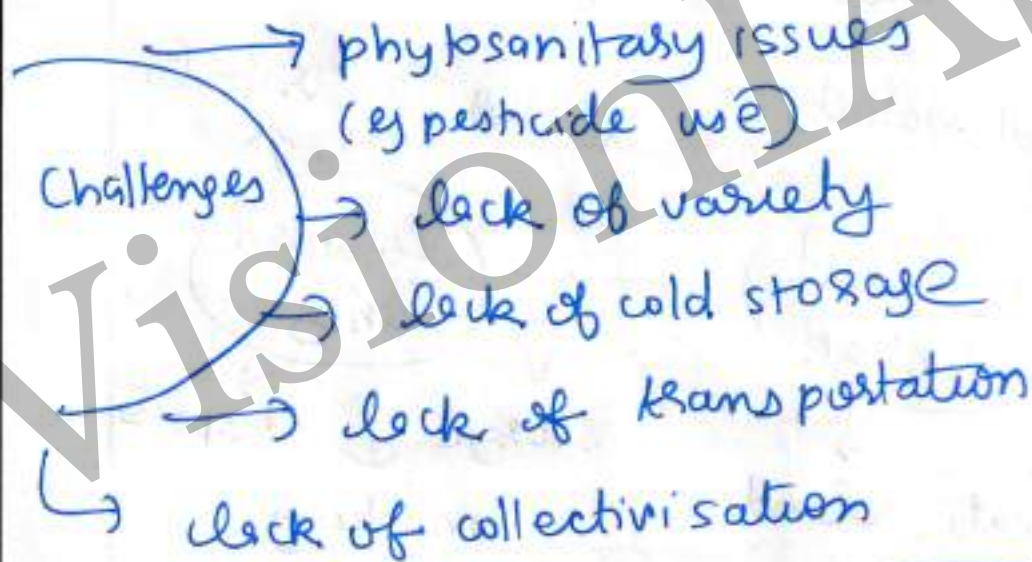 phytosanitary issues
(eg pesticide use)
Challenges
lack of variety
lack of cold storage
lack of transportation
lack of collectivisation
VisionIA